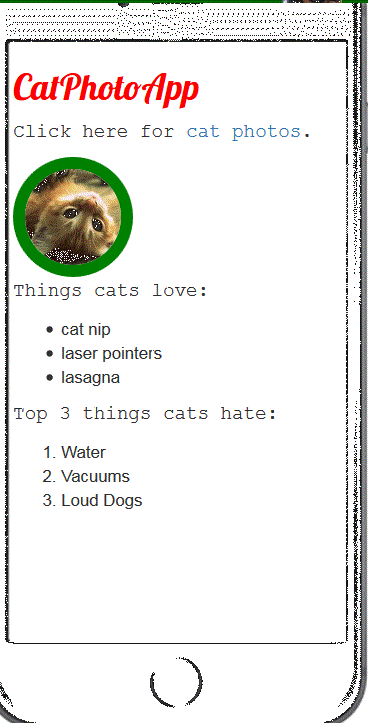 CatPhotoApp
Click here for cat photos.
Things cats love:
• cat nip
• laser pointers
• lasagna
Top 3 things cats hate:
1. Water
2. Vacuums
3. Loud Dogs